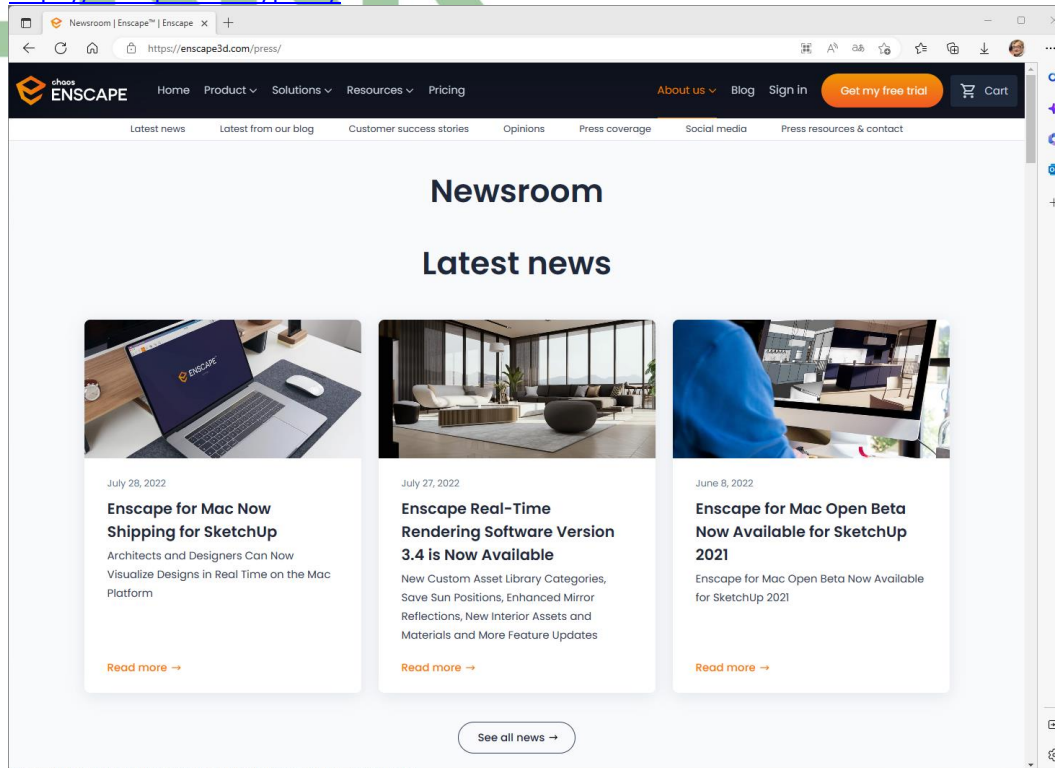 Newsroom | Enscape™ | Enscape
https://enscape3d.com/press/
chaos
ENSCAPE
Home Product Solutions Resources Pricing About us Blog Sign in Get my free trial Cart
Latest news Latest from our blog Customer success stories Opinions Press coverage Social media Press resources & contact
Newsroom
Latest news
ENSCAPE
July 28, 2022
Enscape for Mac Now
Shipping for SketchUp
Architects and Designers Can Now
Visualize Designs in Real Time on the Mac
Platform
Read more →
July 27, 2022
Enscape Real-Time
Rendering Software Version
3.4 is Now Available
New Custom Asset Library Categories,
Save Sun Positions, Enhanced Mirror
Reflections, New Interior Assets and
Materials and More Feature Updates
Read more →
June 8, 2022
Enscape for Mac Open Beta
Now Available for SketchUp
2021
Enscape for Mac Open Beta Now Available
for SketchUp 2021
Read more →
See all news →